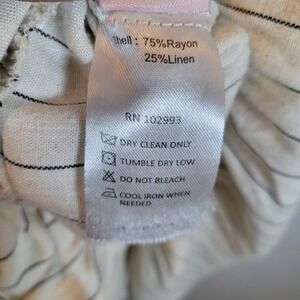 Shell : 75%Rayon
25%Linen
RN 102993
DRY CLEAN ONLY
TUMBLE DRY LOW
DO NOT BLEACH
COOL IRON WHEN
NEEDED